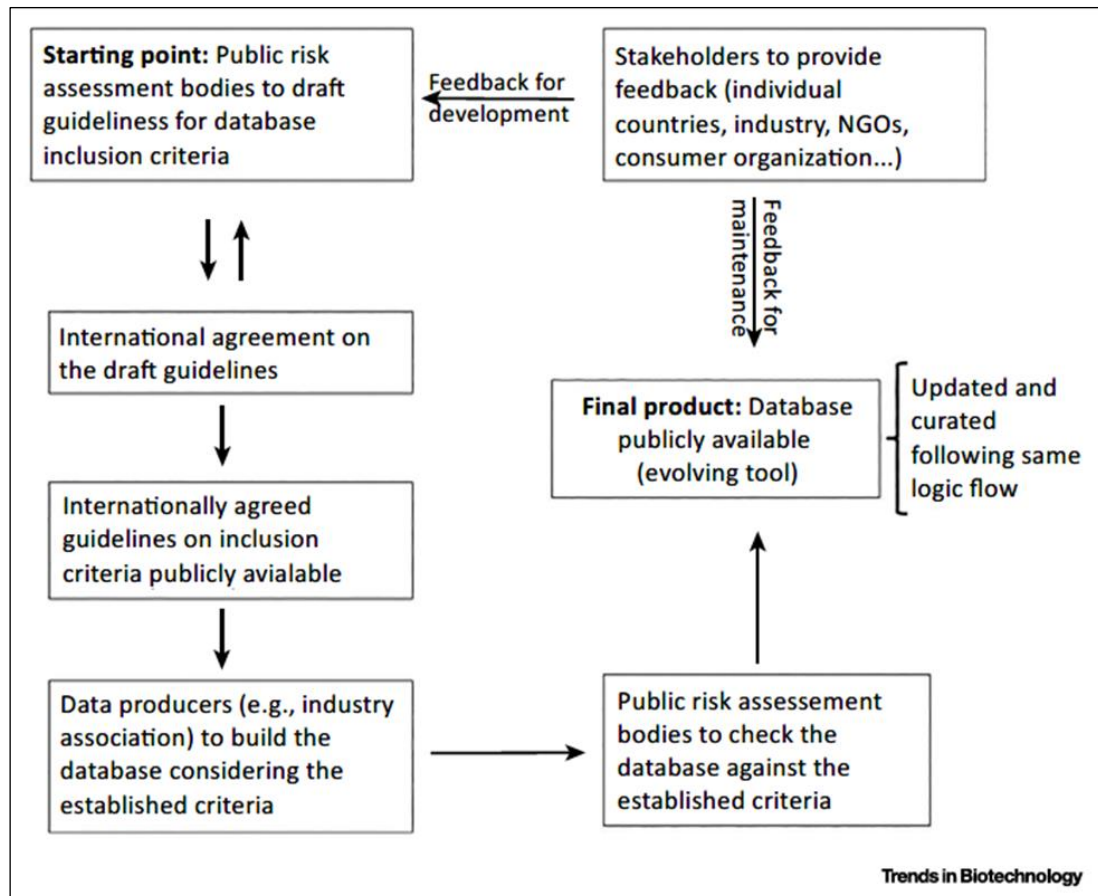 Starting point: Public risk
assessment bodies to draft
guideliness for database
inclusion criteria
Feedback for
development
Stakeholders to provide
feedback (individual
countries, industry, NGOs,
consumer organization...)
Feedback for
maintenance
International agreement on
the draft guidelines
Final product: Database
publicly available
(evolving tool)
Updated and
curated
following same
logic flow
Internationally agreed
guidelines on inclusion
criteria publicly avialable
Data producers (e.g., industry
association) to build the
database considering the
established criteria
Public risk assessement
bodies to check the
database against the
established criteria
Trends in Biotechnology